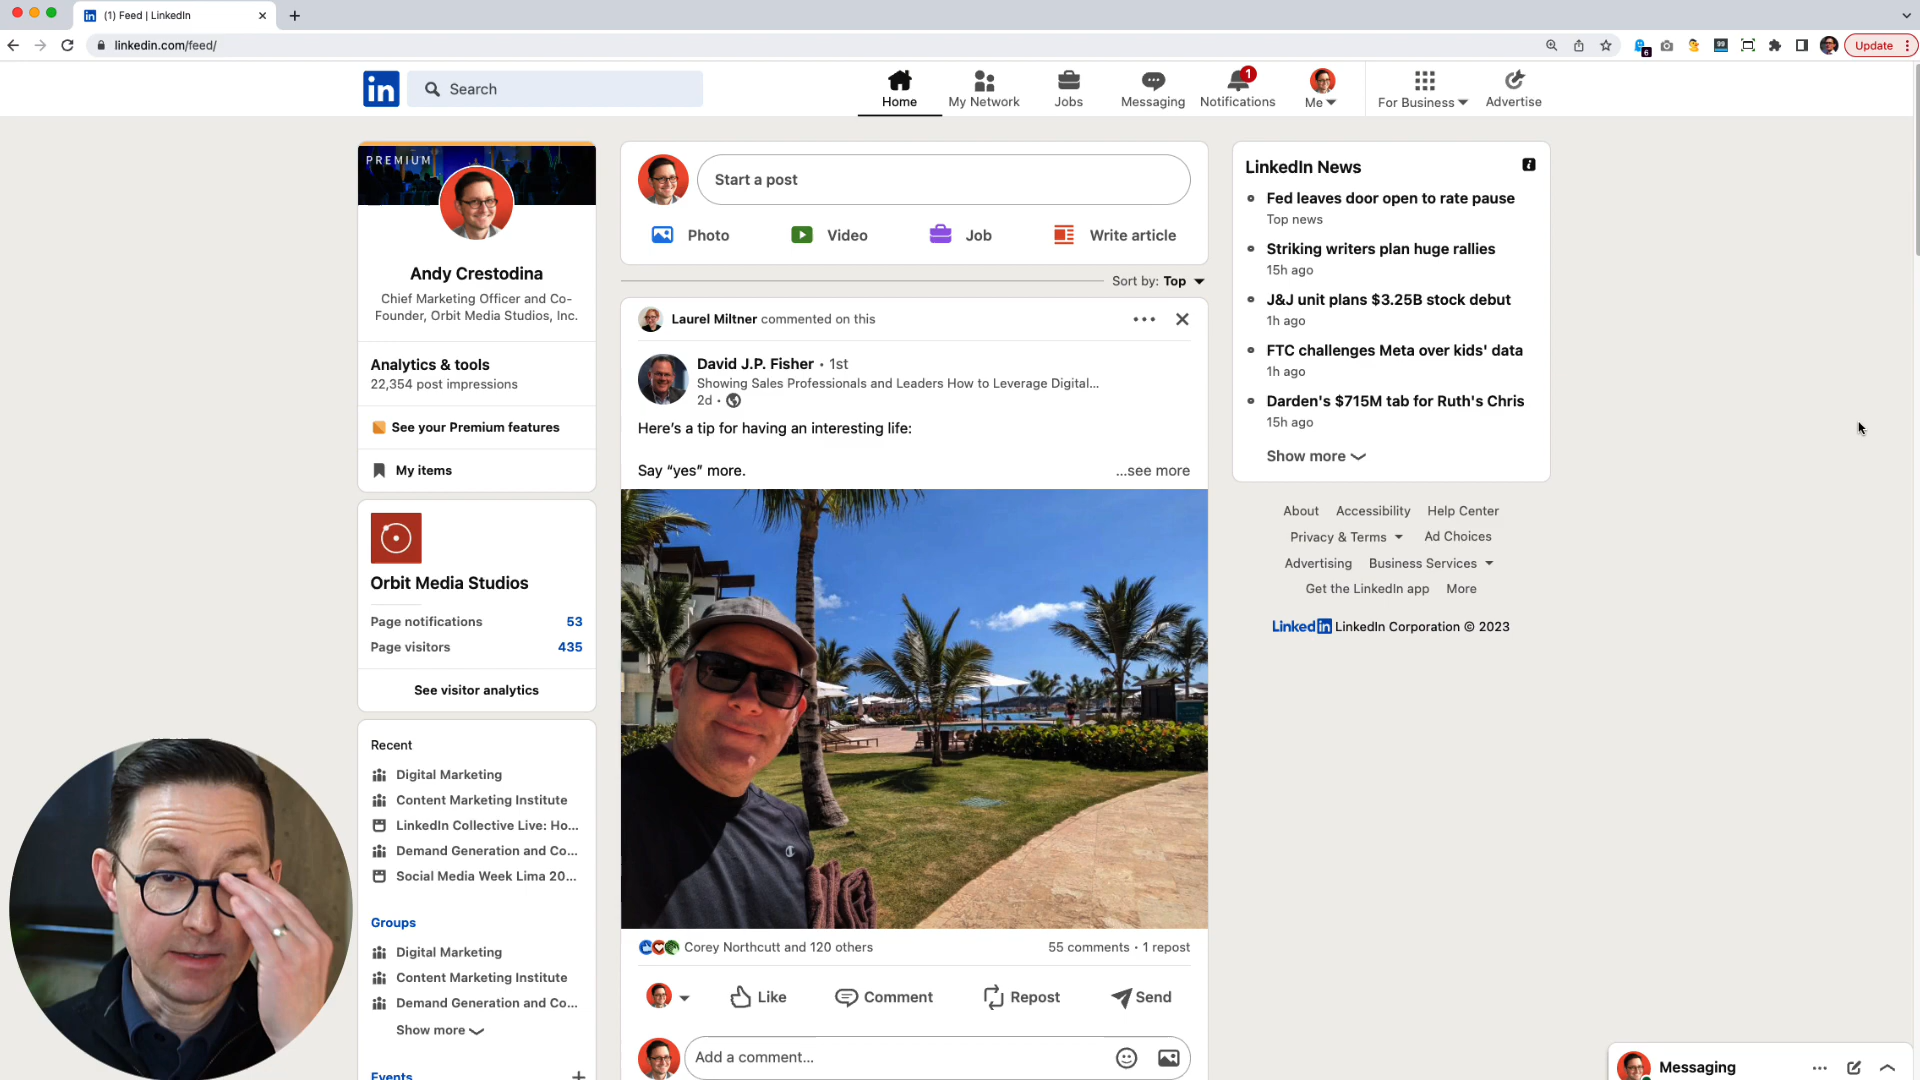 (1) Feed | LinkedIn
linkedin.com/feed/
6
99
Update
in
Search
Home
My Network
Jobs
Messaging
1
Notifications
Me
For Business
Advertise
PREMIUM
Andy Crestodina
Chief Marketing Officer and Co-
Founder, Orbit Media Studios, Inc.
Analytics & tools
22,354 post impressions
See your Premium features
My items
Orbit Media Studios
Page notifications 53
Page visitors 435
See visitor analytics
Recent
Digital Marketing
Content Marketing Institute
LinkedIn Collective Live: Ho...
Demand Generation and Co...
Social Media Week Lima 20...
Groups
Digital Marketing
Content Marketing Institute
Demand Generation and Co...
Show more
Events
Start a post
Photo Video Job Write article
Sort by: Top
Laurel Miltner commented on this
David J.P. Fisher • 1st
Showing Sales Professionals and Leaders How to Leverage Digital...
2d •
Here’s a tip for having an interesting life:
Say “yes” more.
...see more
Corey Northcutt and 120 others
55 comments • 1 repost
Like Comment Repost Send
Add a comment...
LinkedIn News
Fed leaves door open to rate pause
Top news
Striking writers plan huge rallies
15h ago
J&J unit plans $3.25B stock debut
1h ago
FTC challenges Meta over kids' data
1h ago
Darden's $715M tab for Ruth's Chris
15h ago
Show more
About Accessibility Help Center
Privacy & Terms Ad Choices
Advertising Business Services
Get the LinkedIn app More
LinkedIn LinkedIn Corporation © 2023
Messaging